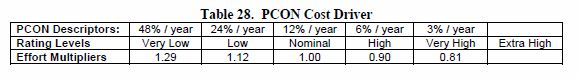 Table 28. PCON Cost Driver
PCON Descriptors: 48% / year 24% / year 12% / year 6% / year 3% / year
Rating Levels Very Low Low Nominal High Very High Extra High
Effort Multipliers 1.29 1.12 1.00 0.90 0.81